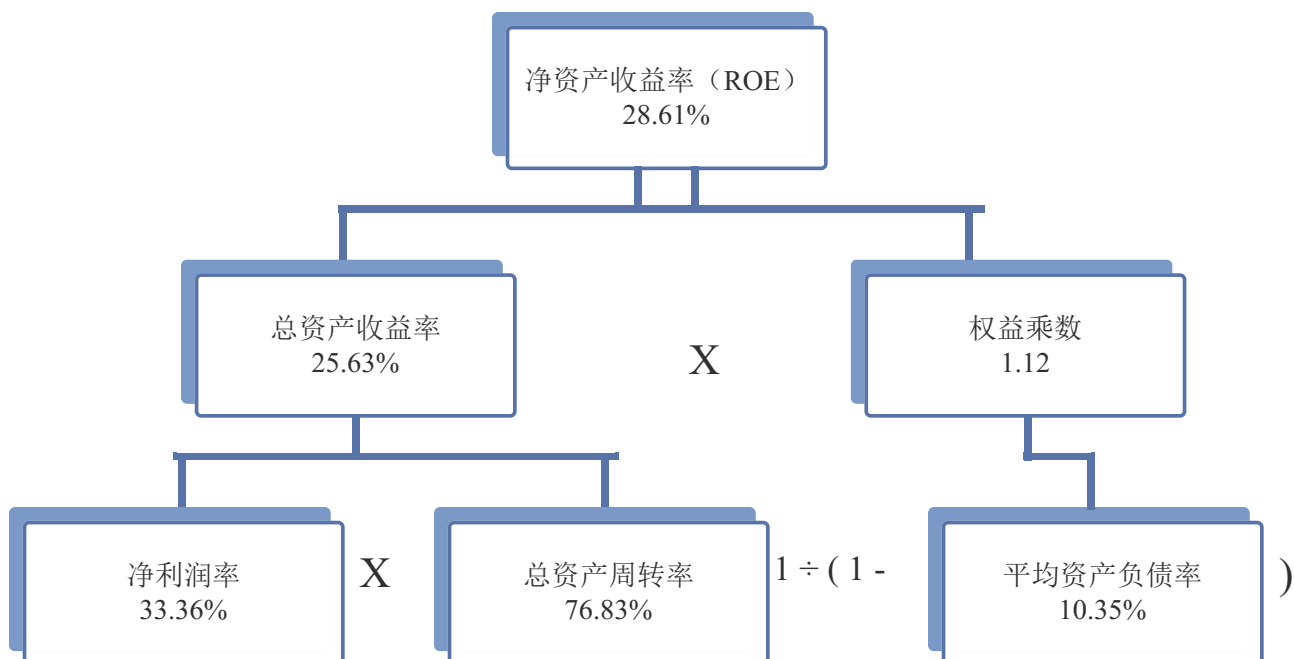 净资产收益率（ROE）
28.61%
总资产收益率
25.63%
X
权益乘数
1.12
净利润率
33.36%
X
总资产周转率
76.83%
1 ÷ ( 1 -
平均资产负债率
10.35%
)